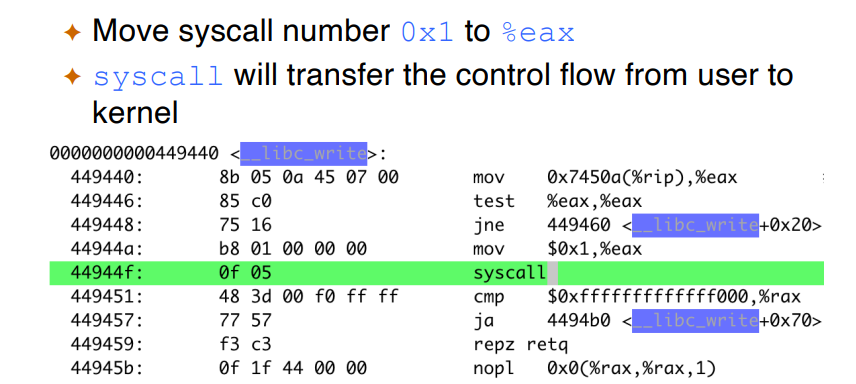 ✦ Move syscall number 0x1 to %eax
✦ syscall will transfer the control flow from user to
kernel
0000000000449440 <__libc_write>:
449440: 8b 05 0a 45 07 00 mov 0x7450a(%rip),%eax
449446: 85 c0 test %eax,%eax
449448: 75 16 jne 449460 <__libc_write+0x20>
44944a: b8 01 00 00 00 mov $0x1,%eax
44944f: 0f 05 syscall
449451: 48 3d 00 f0 ff ff cmp $0xfffffffffffff000,%rax
449457: 77 57 ja 4494b0 <__libc_write+0x70>
449459: f3 c3 repz retq
44945b: 0f 1f 44 00 00 nopl 0x0(%rax,%rax,1)